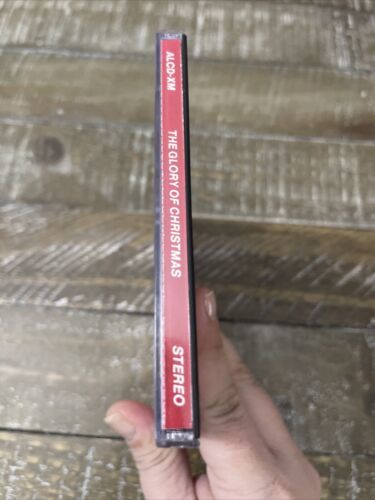 ALCD-XM
THE GLORY OF CHRISTMAS
STEREO